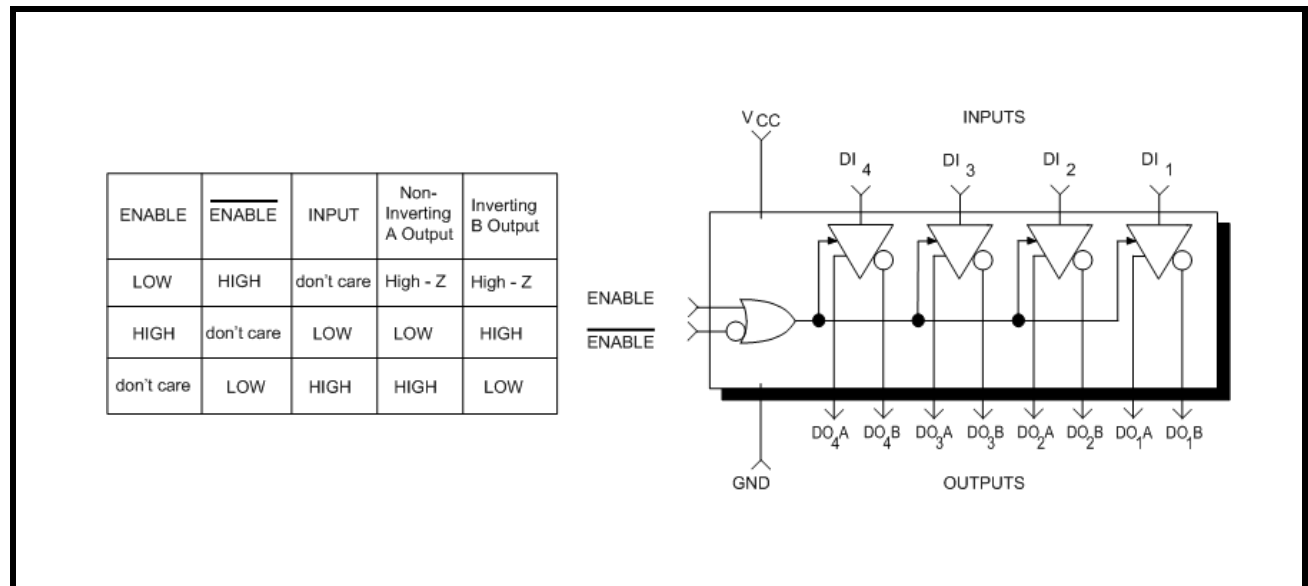 ENABLE ENABLE INPUT Non-Inverting A Output Inverting B Output
LOW HIGH don't care High - Z High - Z
HIGH don't care LOW LOW HIGH
don't care LOW HIGH HIGH LOW
VCC INPUTS
DI 4 DI 3 DI 2 DI 1
ENABLE
ENABLE
DO4A DO4B DO3A DO3B DO2A DO2B DO1A DO1B
GND OUTPUTS